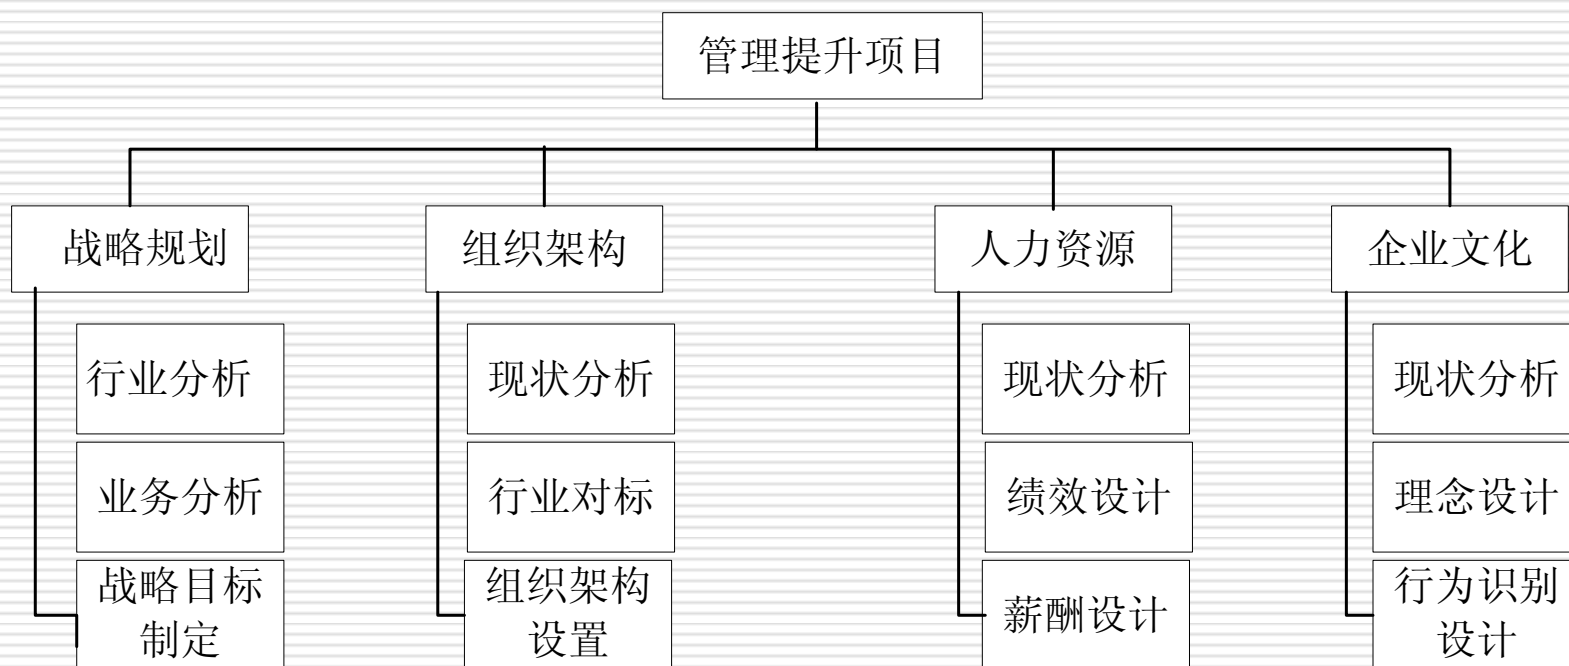 管理提升项目
战略规划
组织架构
人力资源
企业文化
行业分析
现状分析
现状分析
现状分析
业务分析
行业对标
绩效设计
理念设计
战略目标
制定
组织架构
设置
薪酬设计
行为识别
设计